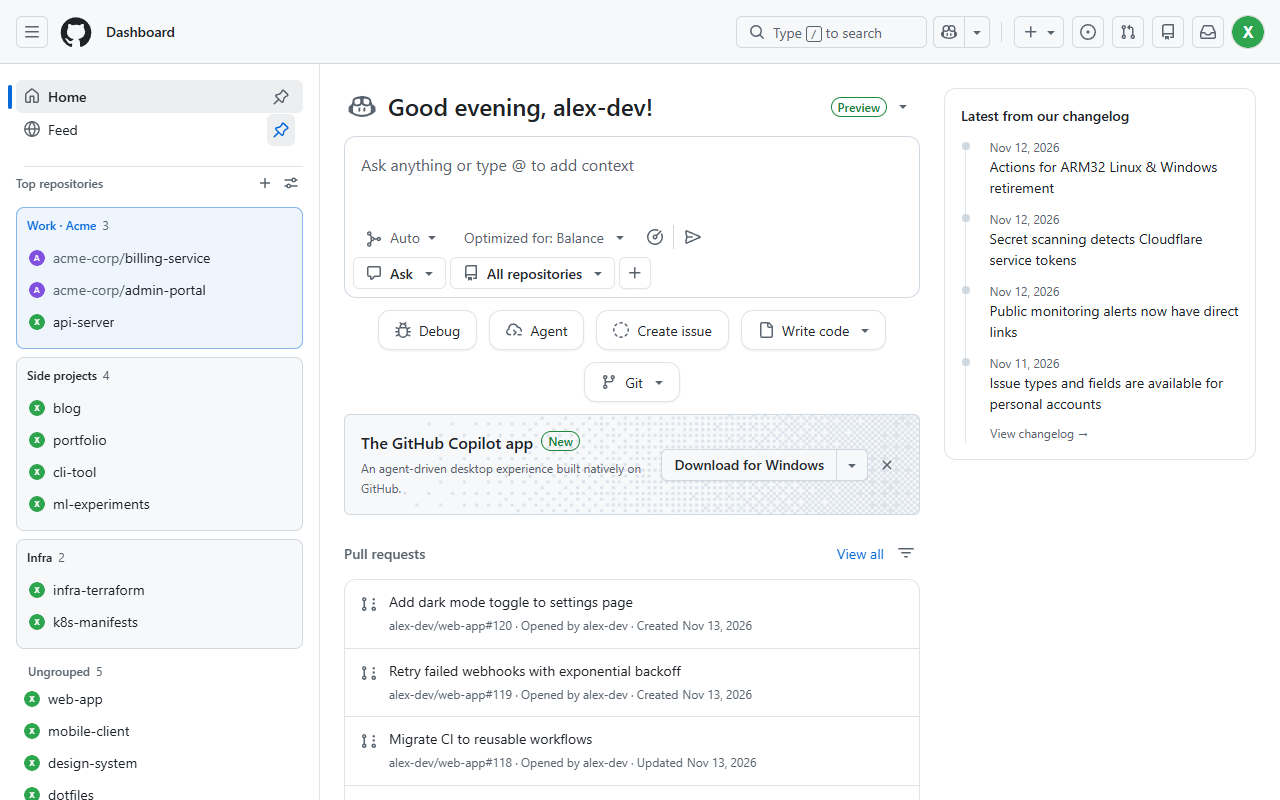 Dashboard
Type / to search
X
Home
Feed
Top repositories
Work · Acme 3
A acme-corp/billing-service
A acme-corp/admin-portal
X api-server
Side projects 4
X blog
X portfolio
X cli-tool
X ml-experiments
Infra 2
X infra-terraform
X k8s-manifests
Ungrouped 5
X web-app
X mobile-client
X design-system
X dotfiles
Good evening, alex-dev!
Preview
Ask anything or type @ to add context
Auto
Optimized for: Balance
Ask
All repositories
Debug
Agent
Create issue
Write code
Git
The GitHub Copilot app New
An agent-driven desktop experience built natively on
GitHub.
Download for Windows
Pull requests
View all
Add dark mode toggle to settings page
alex-dev/web-app#120 · Opened by alex-dev · Created Nov 13, 2026
Retry failed webhooks with exponential backoff
alex-dev/web-app#119 · Opened by alex-dev · Created Nov 13, 2026
Migrate CI to reusable workflows
alex-dev/web-app#118 · Opened by alex-dev · Updated Nov 13, 2026
Latest from our changelog
Nov 12, 2026
Actions for ARM32 Linux & Windows
retirement
Nov 12, 2026
Secret scanning detects Cloudflare
service tokens
Nov 12, 2026
Public monitoring alerts now have direct
links
Nov 11, 2026
Issue types and fields are available for
personal accounts
View changelog →